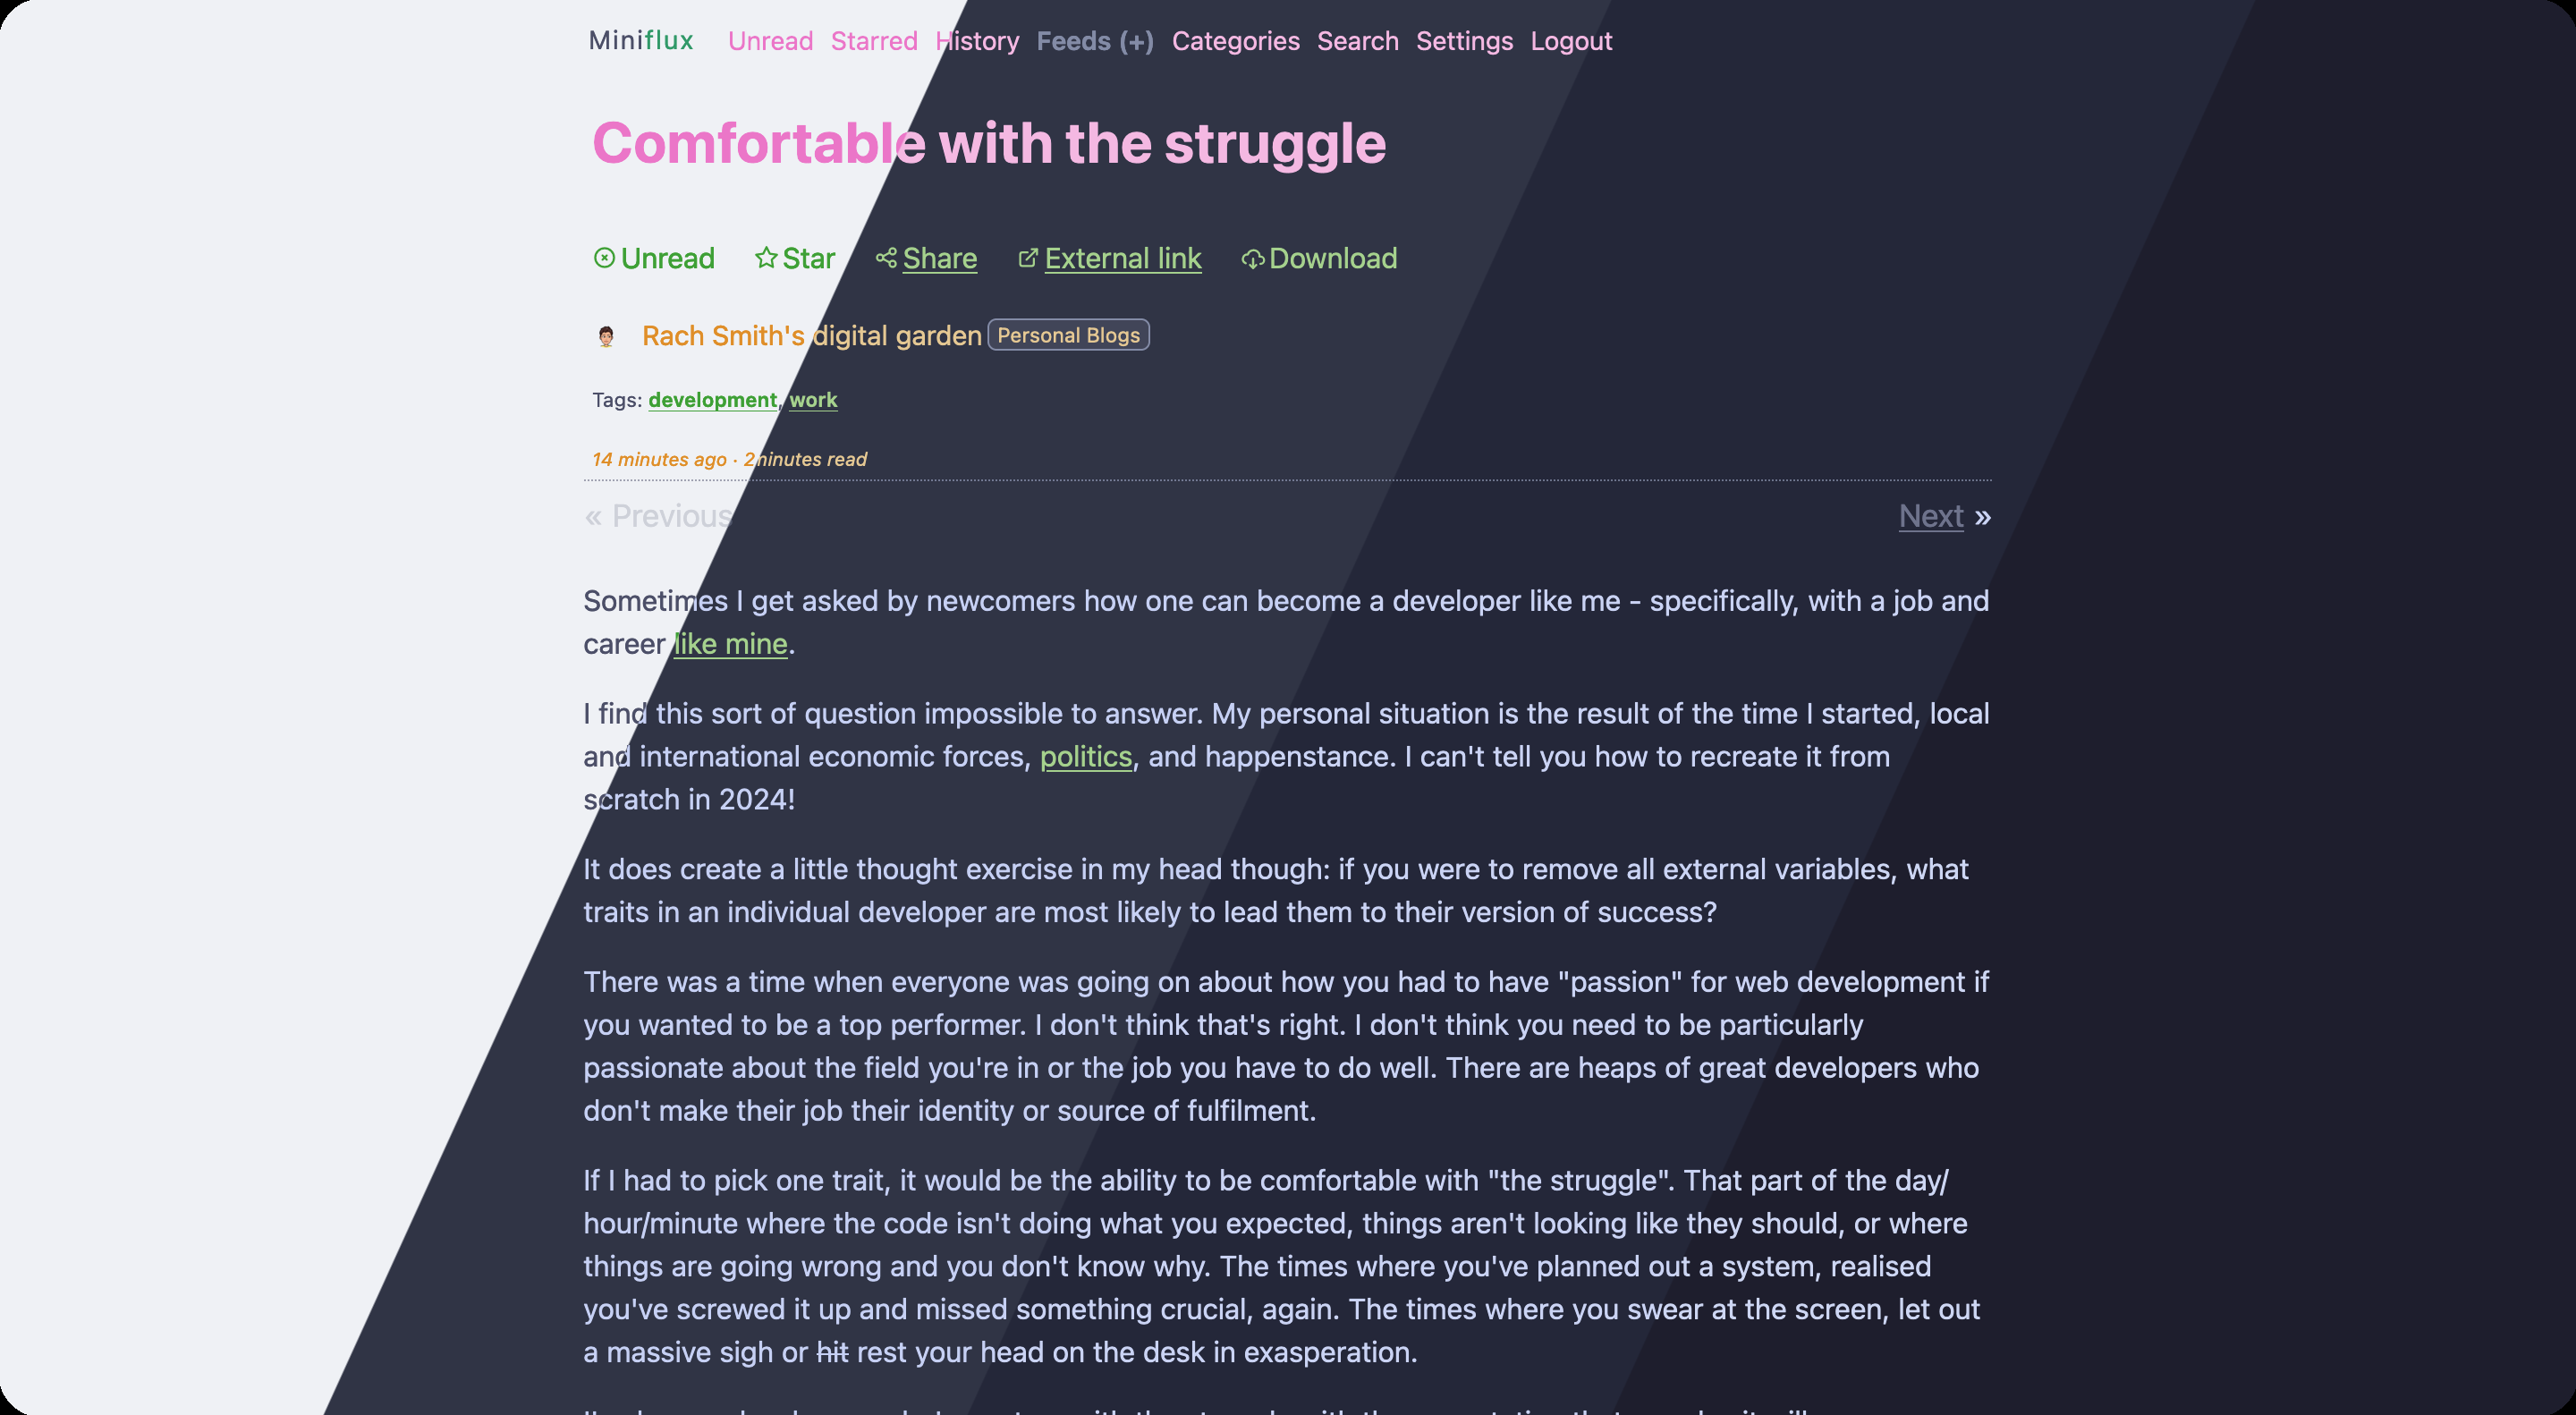 Miniflux Unread Starred History Feeds (+) Categories Search Settings Logout
Comfortable with the struggle
Unread Star Share External link Download
Rach Smith's digital garden Personal Blogs
Tags: development, work
14 minutes ago · 2 minutes read
« Previous Next »
Sometimes I get asked by newcomers how one can become a developer like me - specifically, with a job and
career like mine.
I find this sort of question impossible to answer. My personal situation is the result of the time I started, local
and international economic forces, politics, and happenstance. I can't tell you how to recreate it from
scratch in 2024!
It does create a little thought exercise in my head though: if you were to remove all external variables, what
traits in an individual developer are most likely to lead them to their version of success?
There was a time when everyone was going on about how you had to have "passion" for web development if
you wanted to be a top performer. I don't think that's right. I don't think you need to be particularly
passionate about the field you're in or the job you have to do well. There are heaps of great developers who
don't make their job their identity or source of fulfilment.
If I had to pick one trait, it would be the ability to be comfortable with "the struggle". That part of the day/
hour/minute where the code isn't doing what you expected, things aren't looking like they should, or where
things are going wrong and you don't know why. The times where you've planned out a system, realised
you've screwed it up and missed something crucial, again. The times where you swear at the screen, let out
a massive sigh or hit rest your head on the desk in exasperation.